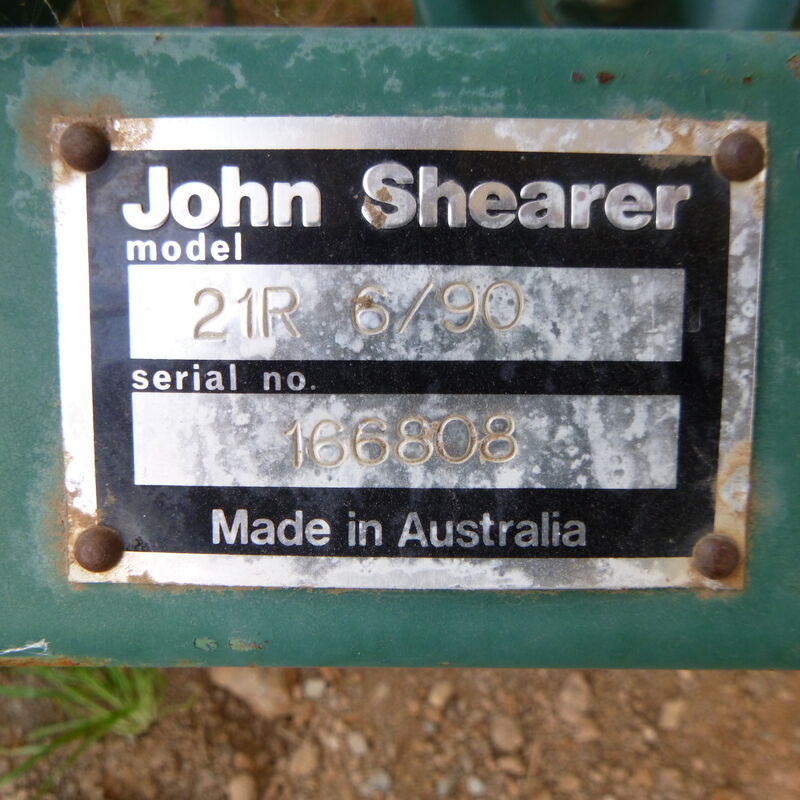 John Shearer
model
21R 6/90
serial no.
166808
Made in Australia